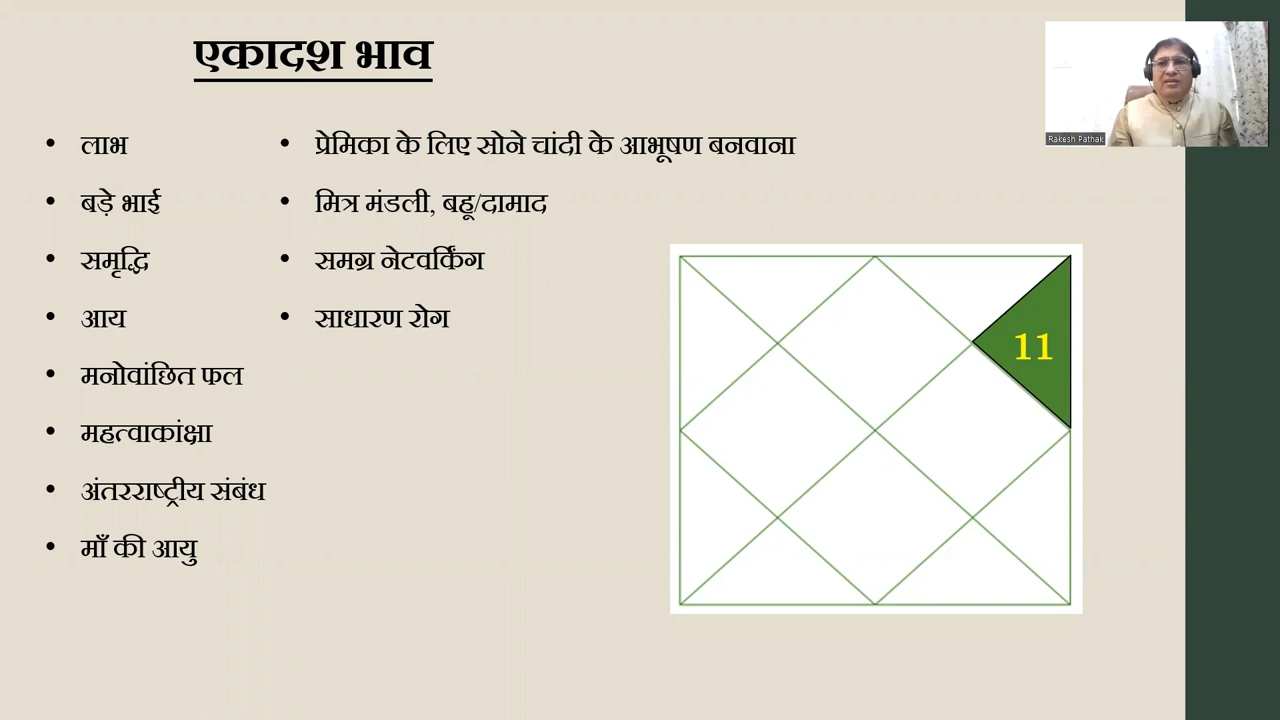 एकादश भाव
Rakesh Pathak
लाभ
बड़े भाई
समृद्धि
आय
मनोवांछित फल
महत्वाकांक्षा
अंतरराष्ट्रीय संबंध
माँ की आयु
प्रेमिका के लिए सोने चांदी के आभूषण बनवाना
मित्र मंडली, बहू/दामाद
समग्र नेटवर्किंग
साधारण रोग
11